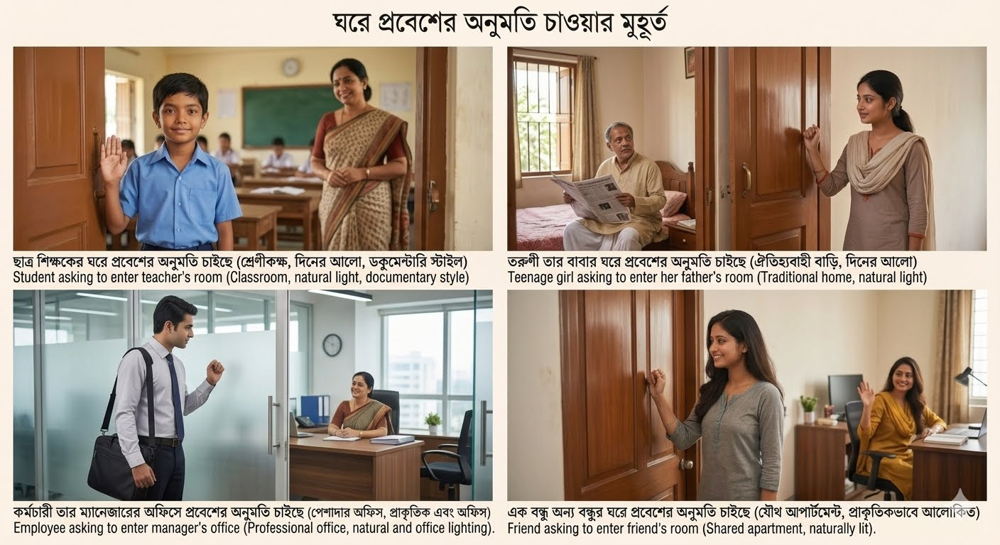 ঘরে প্রবেশের অনুমতি চাওয়ার মুহূর্ত
ছাত্র শিক্ষকের ঘরে প্রবেশের অনুমতি চাইছে (শ্রেণীকক্ষ, দিনের আলো, ডকুমেন্টারি স্টাইল)
Student asking to enter teacher's room (Classroom, natural light, documentary style)
তরুণী তার বাবার ঘরে প্রবেশের অনুমতি চাইছে (ঐতিহ্যবাহী বাড়ি, দিনের আলো)
Teenage girl asking to enter her father's room (Traditional home, natural light)
কর্মচারী তার ম্যানেজারের অফিসে প্রবেশের অনুমতি চাইছে (পেশাদার অফিস, প্রাকৃতিক এবং অফিস)
Employee asking to enter manager's office (Professional office, natural and office lighting).
এক বন্ধু অন্য বন্ধুর ঘরে প্রবেশের অনুমতি চাইছে (যৌথ আপার্টমেন্ট, প্রাকৃতিকভাবে আলোকিত)
Friend asking to enter friend's room (Shared apartment, naturally lit).